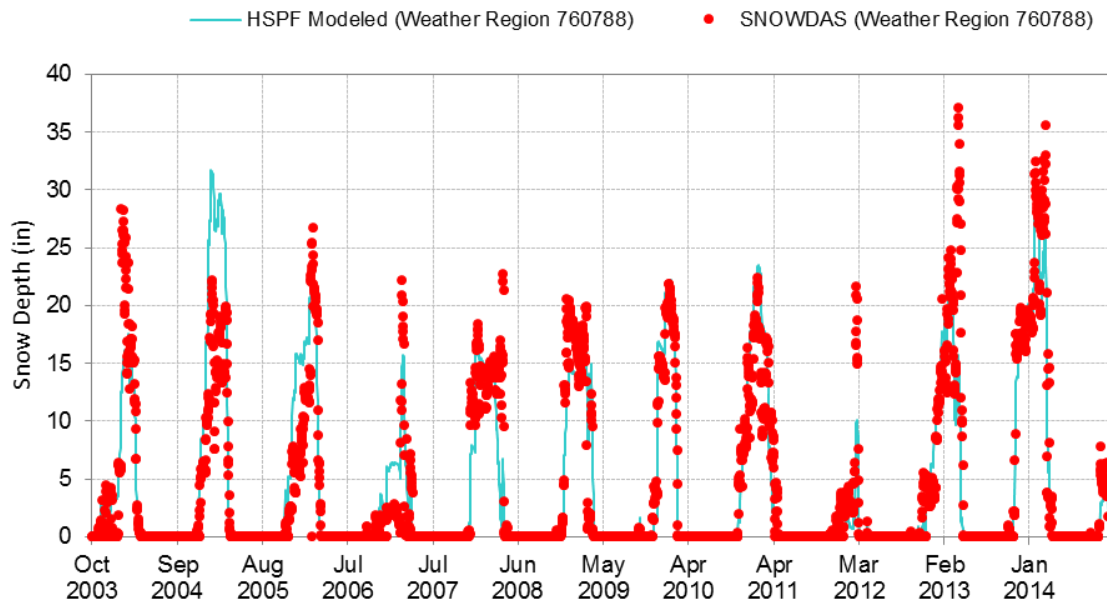 HSPF Modeled (Weather Region 760788) SNOWDAS (Weather Region 760788)
Snow Depth (in)
40
35
30
25
20
15
10
5
0
Oct Sep Aug Jul Jul Jun May Apr Apr Mar Feb Jan
2003 2004 2005 2006 2007 2008 2009 2010 2011 2012 2013 2014